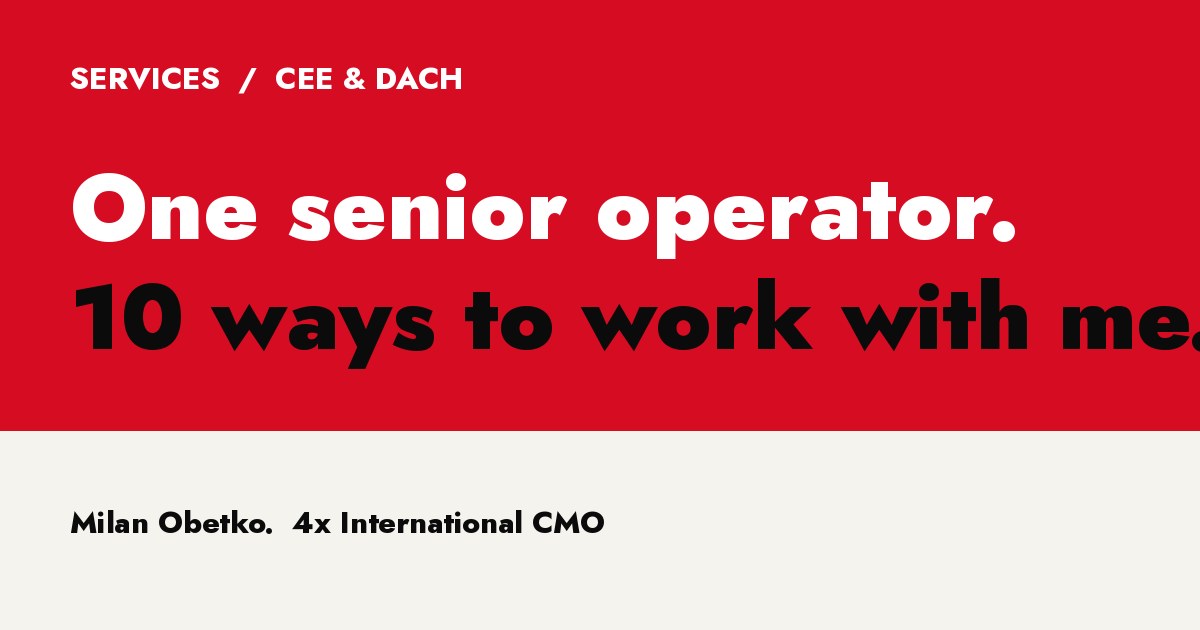 SERVICES / CEE & DACH
One senior operator.
10 ways to work with me.
Milan Obetko. 4x International CMO